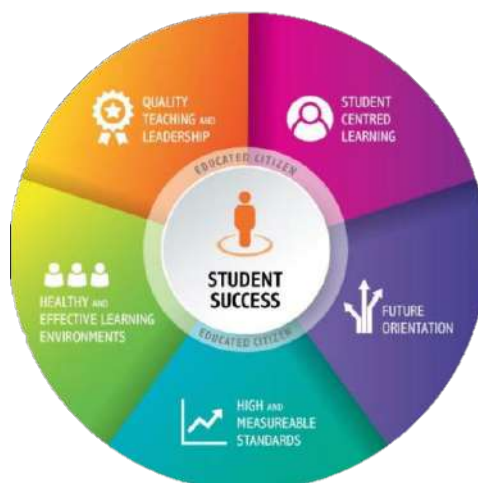 QUALITY
TEACHING AND
LEADERSHIP
STUDENT
CENTRED
LEARNING
EDUCATED CITIZEN
STUDENT
SUCCESS
EDUCATED CITIZEN
HEALTHY AND
EFFECTIVE LEARNING
ENVIRONMENTS
FUTURE
ORIENTATION
HIGH AND
MEASUREABLE
STANDARDS